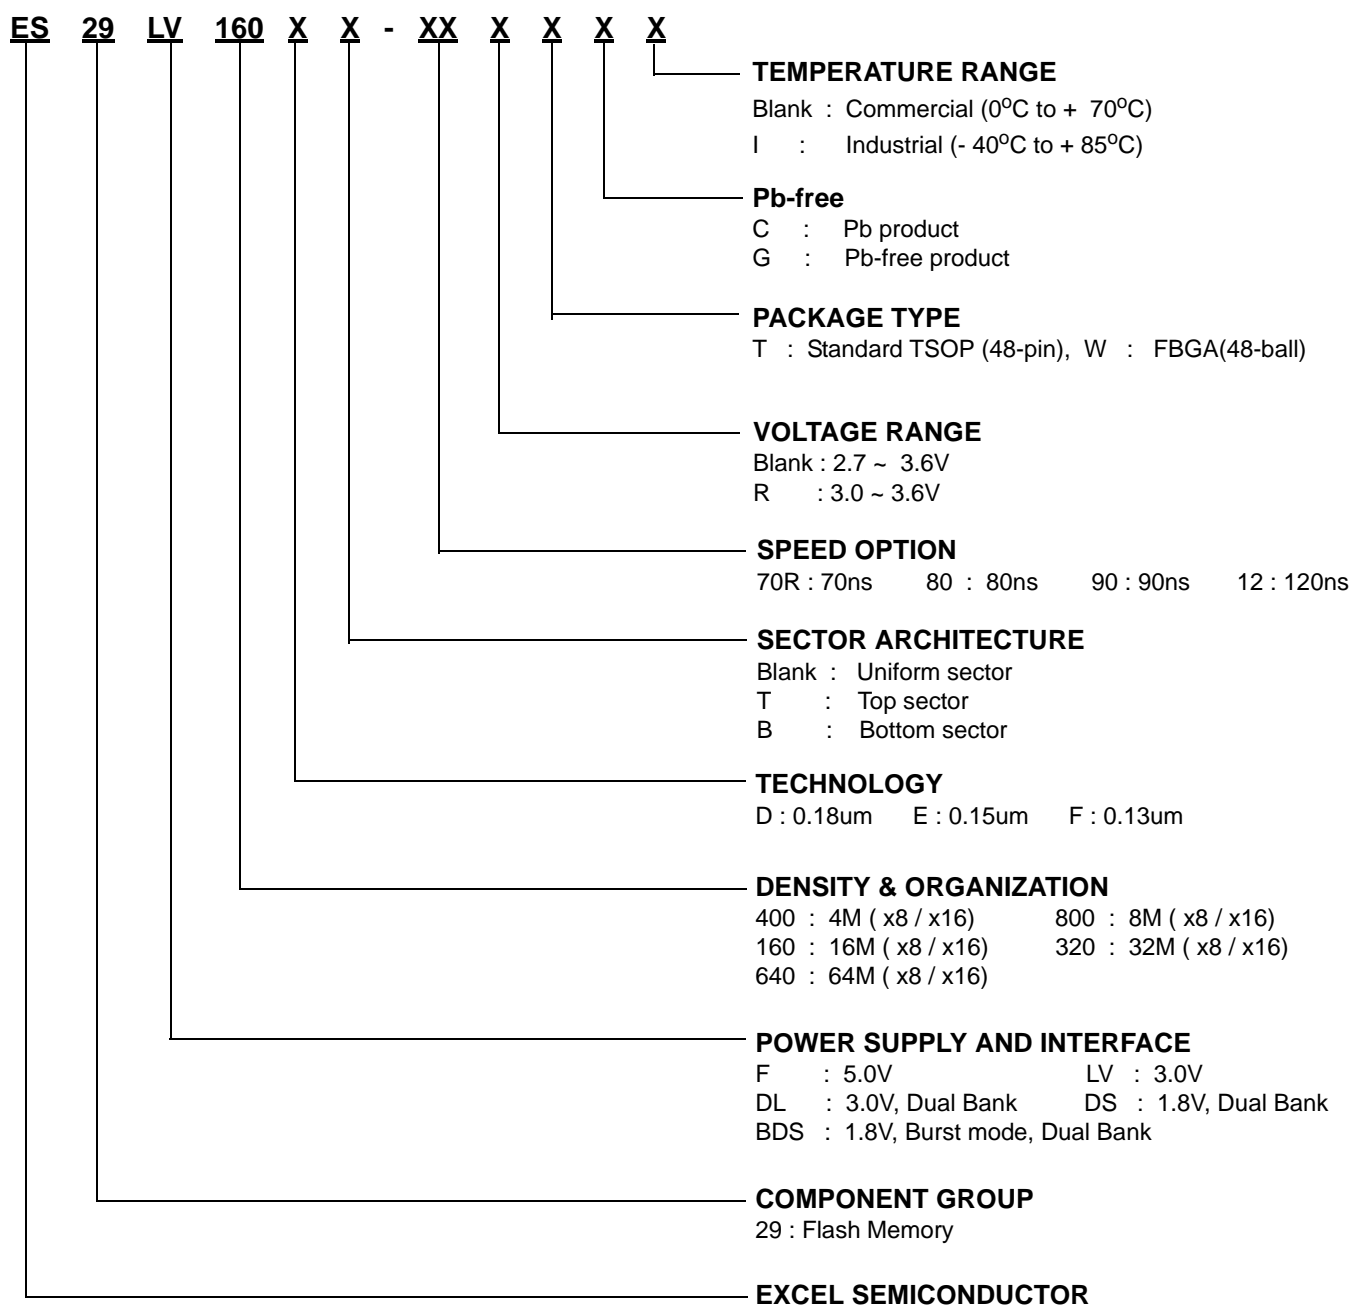 ES 29 LV 160 X X - XX X X X X
TEMPERATURE RANGE
Blank : Commercial (0°C to + 70°C)
I : Industrial (- 40°C to + 85°C)
Pb-free
C : Pb product
G : Pb-free product
PACKAGE TYPE
T : Standard TSOP (48-pin), W : FBGA(48-ball)
VOLTAGE RANGE
Blank : 2.7 ~ 3.6V
R : 3.0 ~ 3.6V
SPEED OPTION
70R : 70ns 80 : 80ns 90 : 90ns 12 : 120ns
SECTOR ARCHITECTURE
Blank : Uniform sector
T : Top sector
B : Bottom sector
TECHNOLOGY
D : 0.18um E : 0.15um F : 0.13um
DENSITY & ORGANIZATION
400 : 4M ( x8 / x16) 800 : 8M ( x8 / x16)
160 : 16M ( x8 / x16) 320 : 32M ( x8 / x16)
640 : 64M ( x8 / x16)
POWER SUPPLY AND INTERFACE
F : 5.0V LV : 3.0V
DL : 3.0V, Dual Bank DS : 1.8V, Dual Bank
BDS : 1.8V, Burst mode, Dual Bank
COMPONENT GROUP
29 : Flash Memory
EXCEL SEMICONDUCTOR